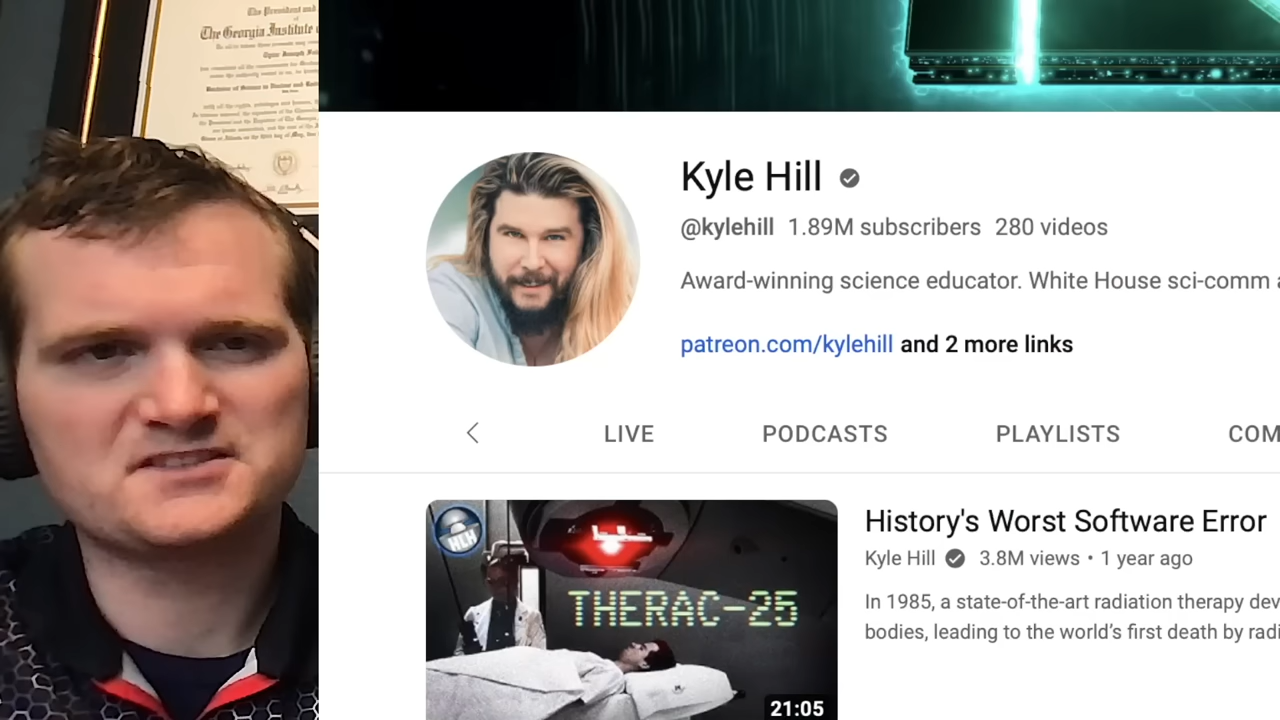 The President and
of
The Georgia Institute
Kyle Hill
@kylehill 1.89M subscribers 280 videos
Award-winning science educator. White House sci-comm a
patreon.com/kylehill and 2 more links
LIVE PODCASTS PLAYLISTS COM
HLH
THERAC-25
21:05
History's Worst Software Error
Kyle Hill 3.8M views • 1 year ago
In 1985, a state-of-the-art radiation therapy dev
bodies, leading to the world's first death by radi